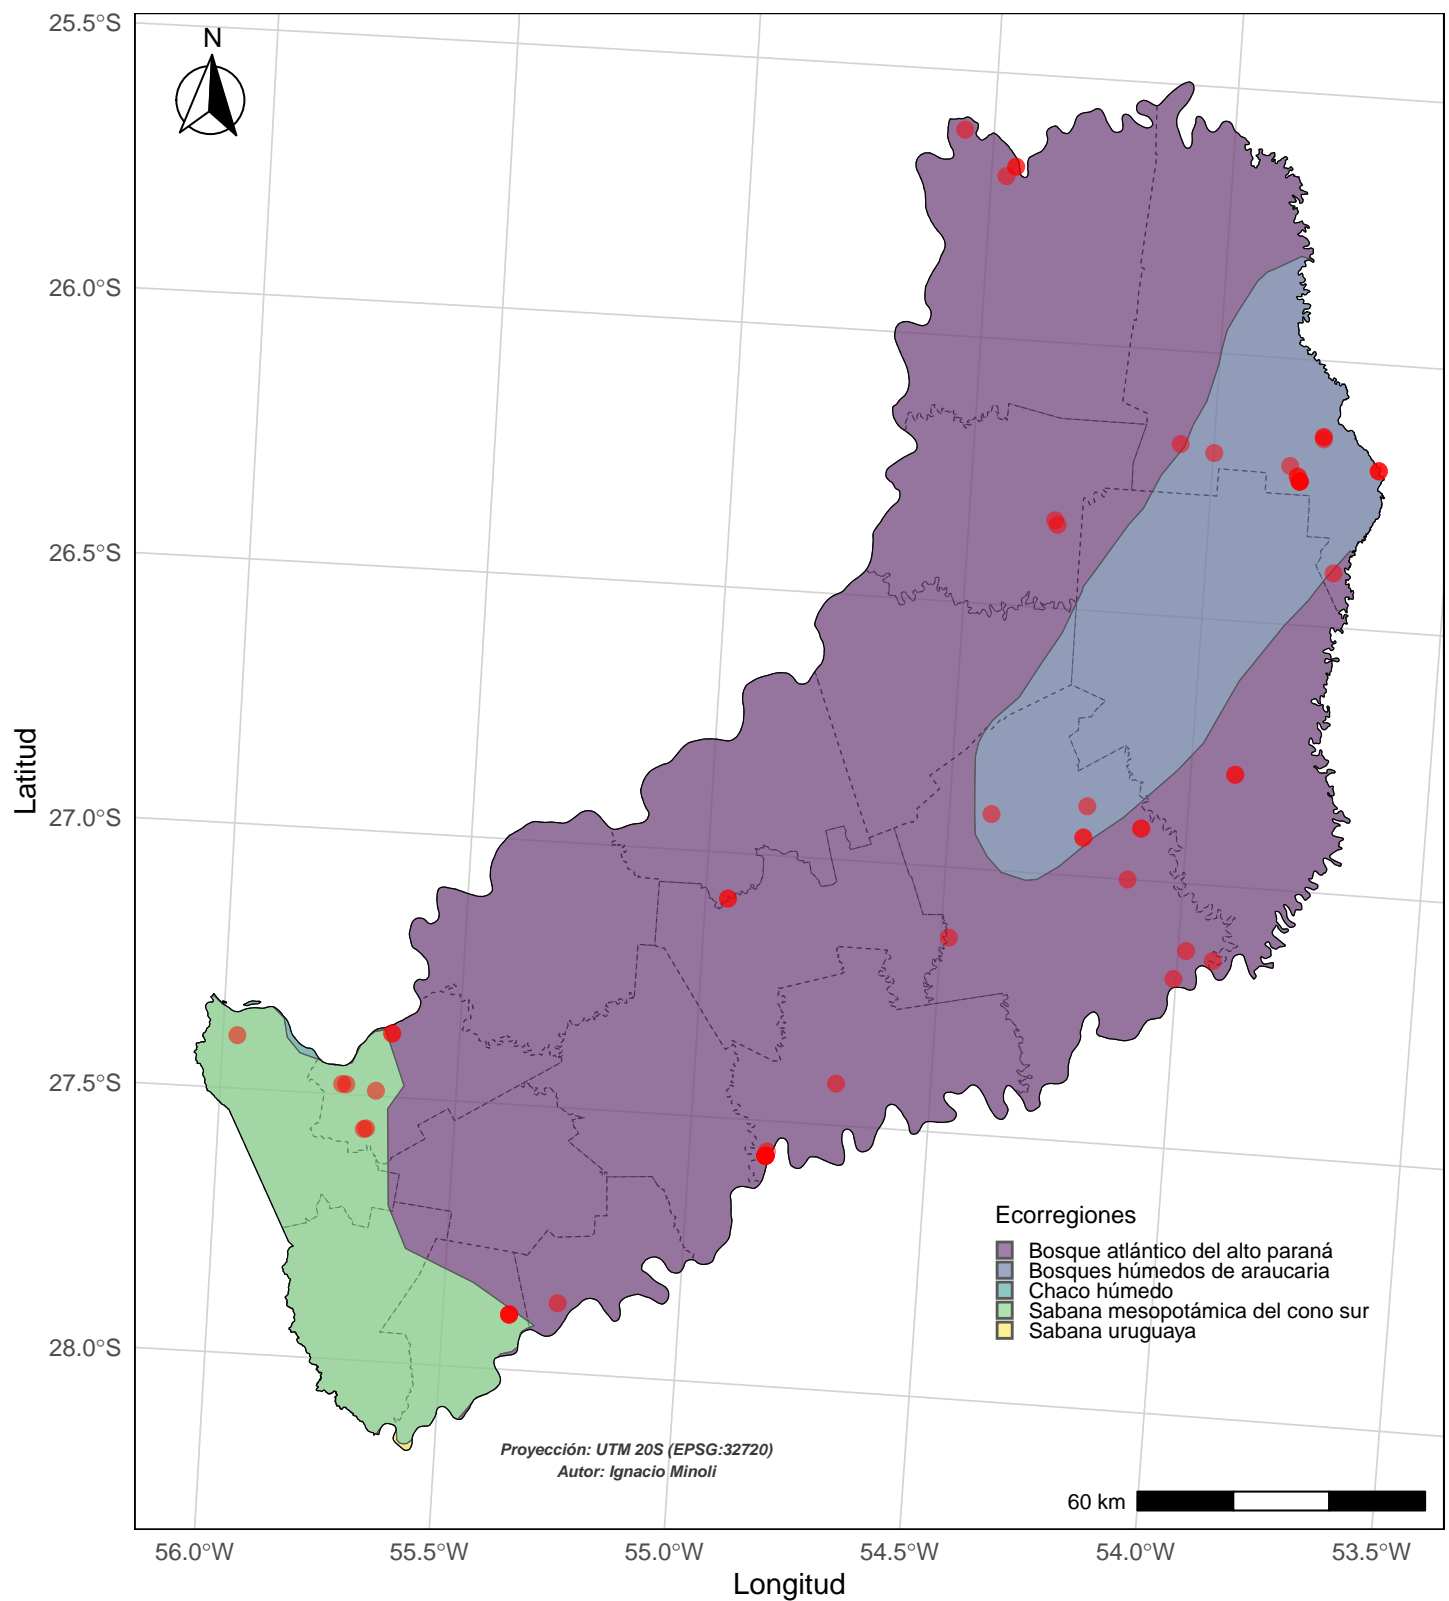 N
25.5°S
26.0°S
26.5°S
27.0°S
27.5°S
28.0°S
Latitud
Ecorregiones
Bosque atlántico del alto paraná
Bosques húmedos de araucaria
Chaco húmedo
Sabana mesopotámica del cono sur
Sabana uruguaya
Proyección: UTM 20S (EPSG:32720)
Autor: Ignacio Minoli
60 km
56.0°W 55.5°W 55.0°W 54.5°W 54.0°W 53.5°W
Longitud